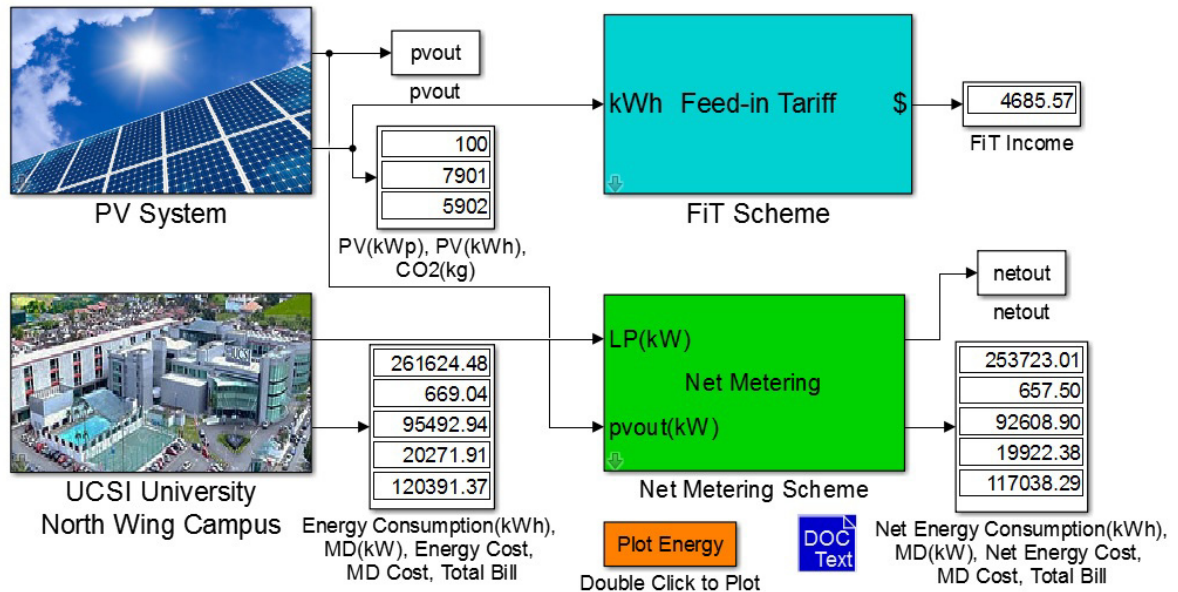 pvout
pvout
kWh Feed-in Tariff $
4685.57
FiT Income
100
7901
5902
PV System
FiT Scheme
PV(kWp), PV(kWh),
CO2(kg)
netout
netout
UCSI
LP(kW)
Net Metering
pvout(kW)
261624.48
669.04
95492.94
20271.91
120391.37
253723.01
657.50
92608.90
19922.38
117038.29
UCSI University
North Wing Campus
Net Metering Scheme
Energy Consumption(kWh),
MD(kW), Energy Cost,
MD Cost, Total Bill
Plot Energy
Double Click to Plot
DOC
Text
Net Energy Consumption(kWh),
MD(kW), Net Energy Cost,
MD Cost, Total Bill